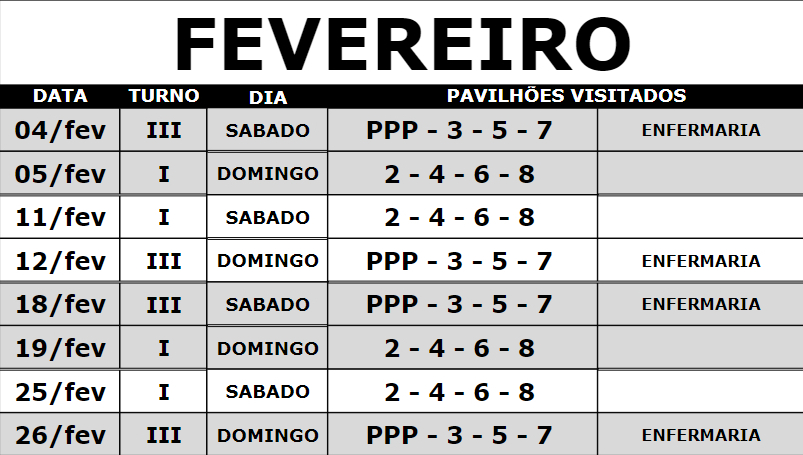 FEVEREIRO
DATA TURNO DIA PAVILHÕES VISITADOS
04/fev III SABADO PPP - 3 - 5 - 7 ENFERMARIA
05/fev I DOMINGO 2 - 4 - 6 - 8
11/fev I SABADO 2 - 4 - 6 - 8
12/fev III DOMINGO PPP - 3 - 5 - 7 ENFERMARIA
18/fev III SABADO PPP - 3 - 5 - 7 ENFERMARIA
19/fev I DOMINGO 2 - 4 - 6 - 8
25/fev I SABADO 2 - 4 - 6 - 8
26/fev III DOMINGO PPP - 3 - 5 - 7 ENFERMARIA